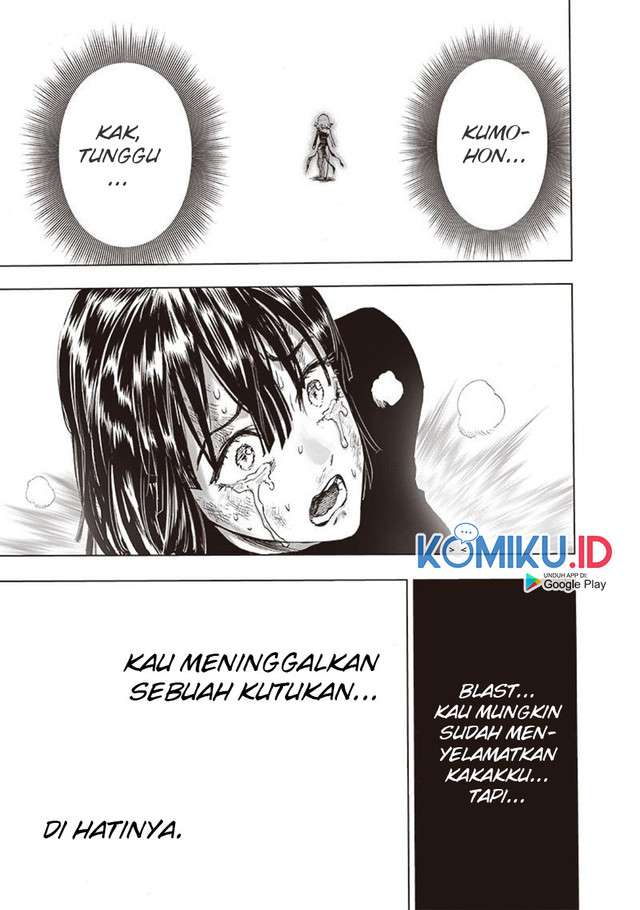 KUMO-
HON...
KAK,
TUNGGU
...
KOMIKU.ID
UNDUH APP DI:
Google Play
BLAST...
KAU MUNGKIN
SUDAH MEN-
YELAMATKAN
KAKAKKU...
TAPI...
KAU MENINGGALKAN
SEBUAH KUTUKAN...
DI HATINYA.